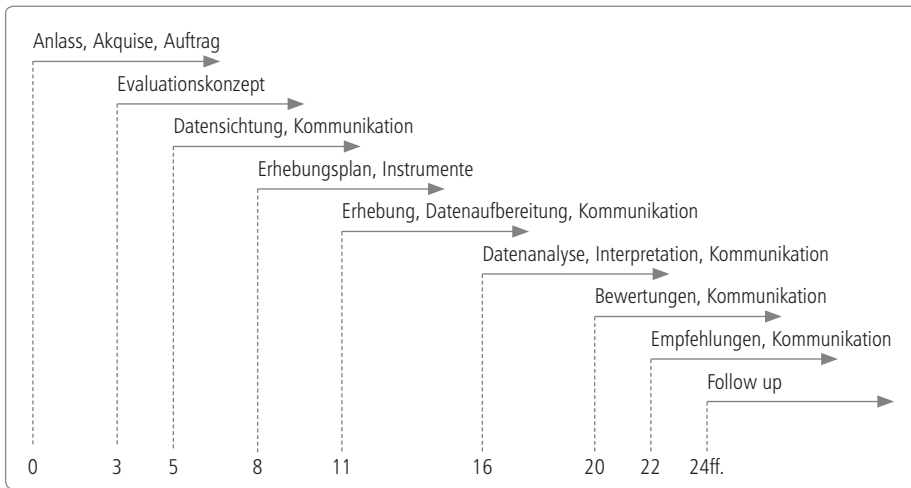 Anlass, Akquise, Auftrag
Evaluationskonzept
Datensichtung, Kommunikation
Erhebungsplan, Instrumente
Erhebung, Datenaufbereitung, Kommunikation
Datenanalyse, Interpretation, Kommunikation
Bewertungen, Kommunikation
Empfehlungen, Kommunikation
Follow up
0 3 5 8 11 16 20 22 24ff.